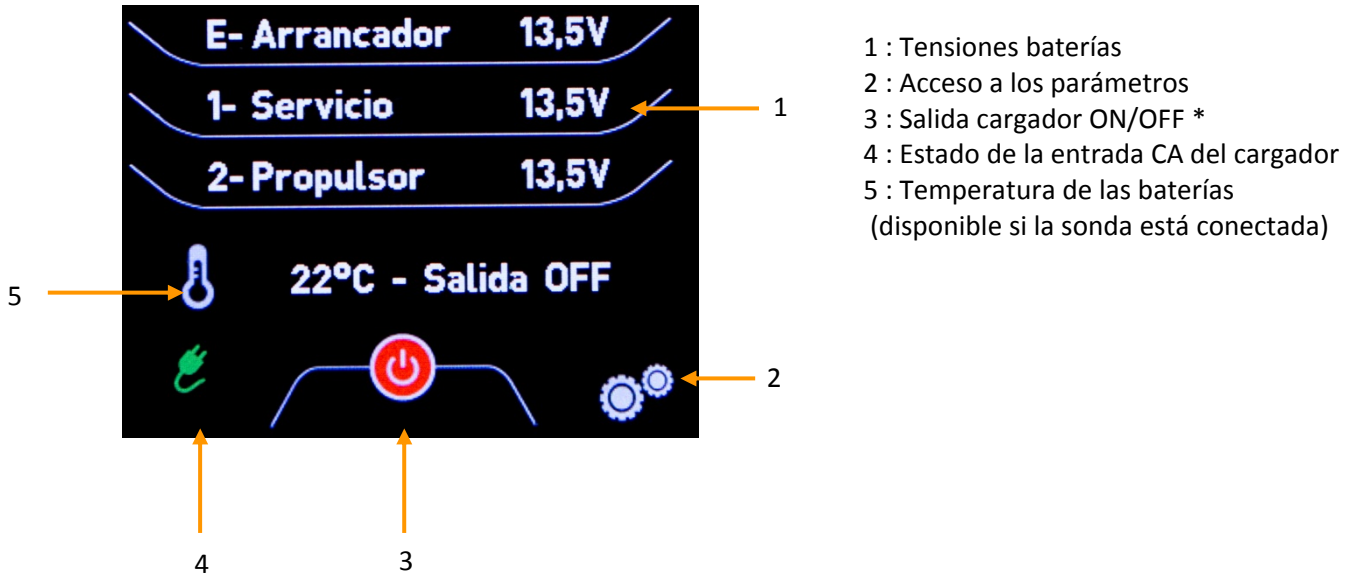 E- Arrancador 13,5V
1- Servicio 13,5V
2- Propulsor 13,5V
22°C - Salida OFF
1
2
3
4
5
1 : Tensiones baterías
2 : Acceso a los parámetros
3 : Salida cargador ON/OFF *
4 : Estado de la entrada CA del cargador
5 : Temperatura de las baterías
(disponible si la sonda está conectada)